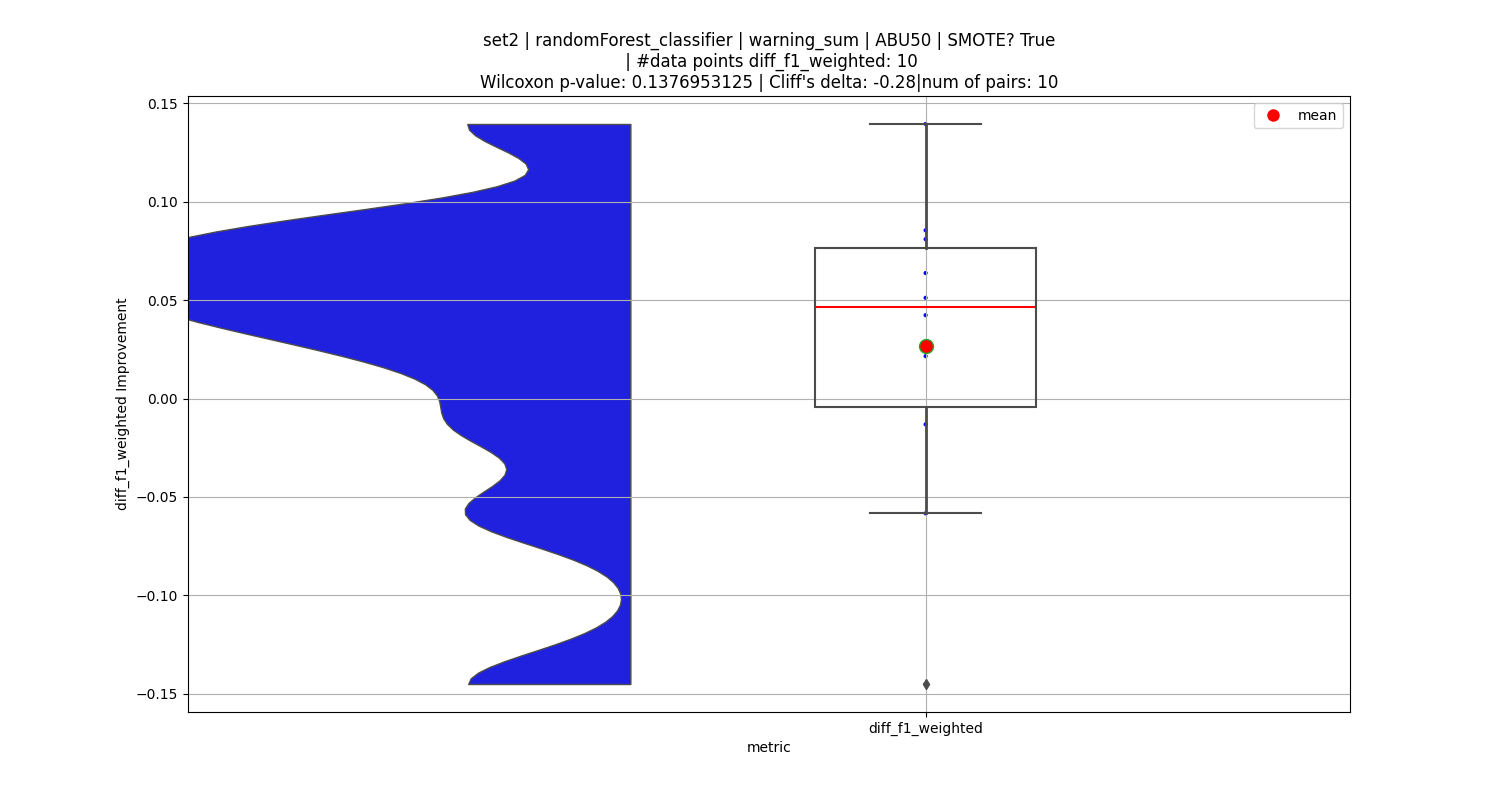 set2 | randomForest_classifier | warning_sum | ABU50 | SMOTE? True
| #data points diff_f1_weighted: 10
Wilcoxon p-value: 0.1376953125 | Cliff's delta: -0.28|num of pairs: 10
mean
0.15
0.10
0.05
0.00
−0.05
−0.10
−0.15
diff_f1_weighted Improvement
diff_f1_weighted
metric